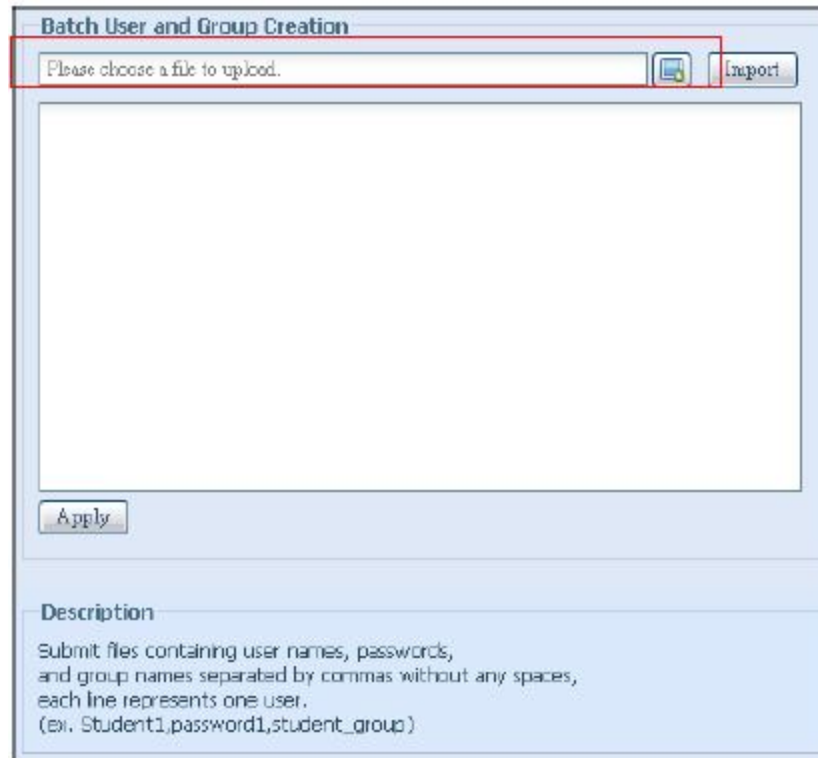 Batch User and Group Creation
Please choose a file to upload.
Import
Apply
Description
Submit files containing user names, passwords,
and group names separated by commas without any spaces,
each line represents one user.
(ex. Student1,password1,student_group)